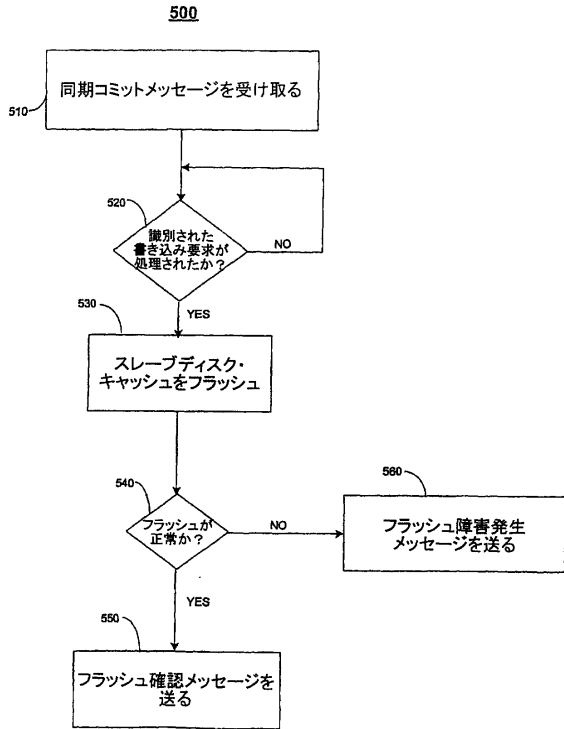 500
同期コミットメッセージを受け取る
510
520
識別された
書き込み要求が
処理されたか？
NO
YES
530
スレーブディスク・
キャッシュをフラッシュ
540
フラッシュが
正常か？
NO
560
フラッシュ障害発生
メッセージを送る
YES
550
フラッシュ確認メッセージを
送る